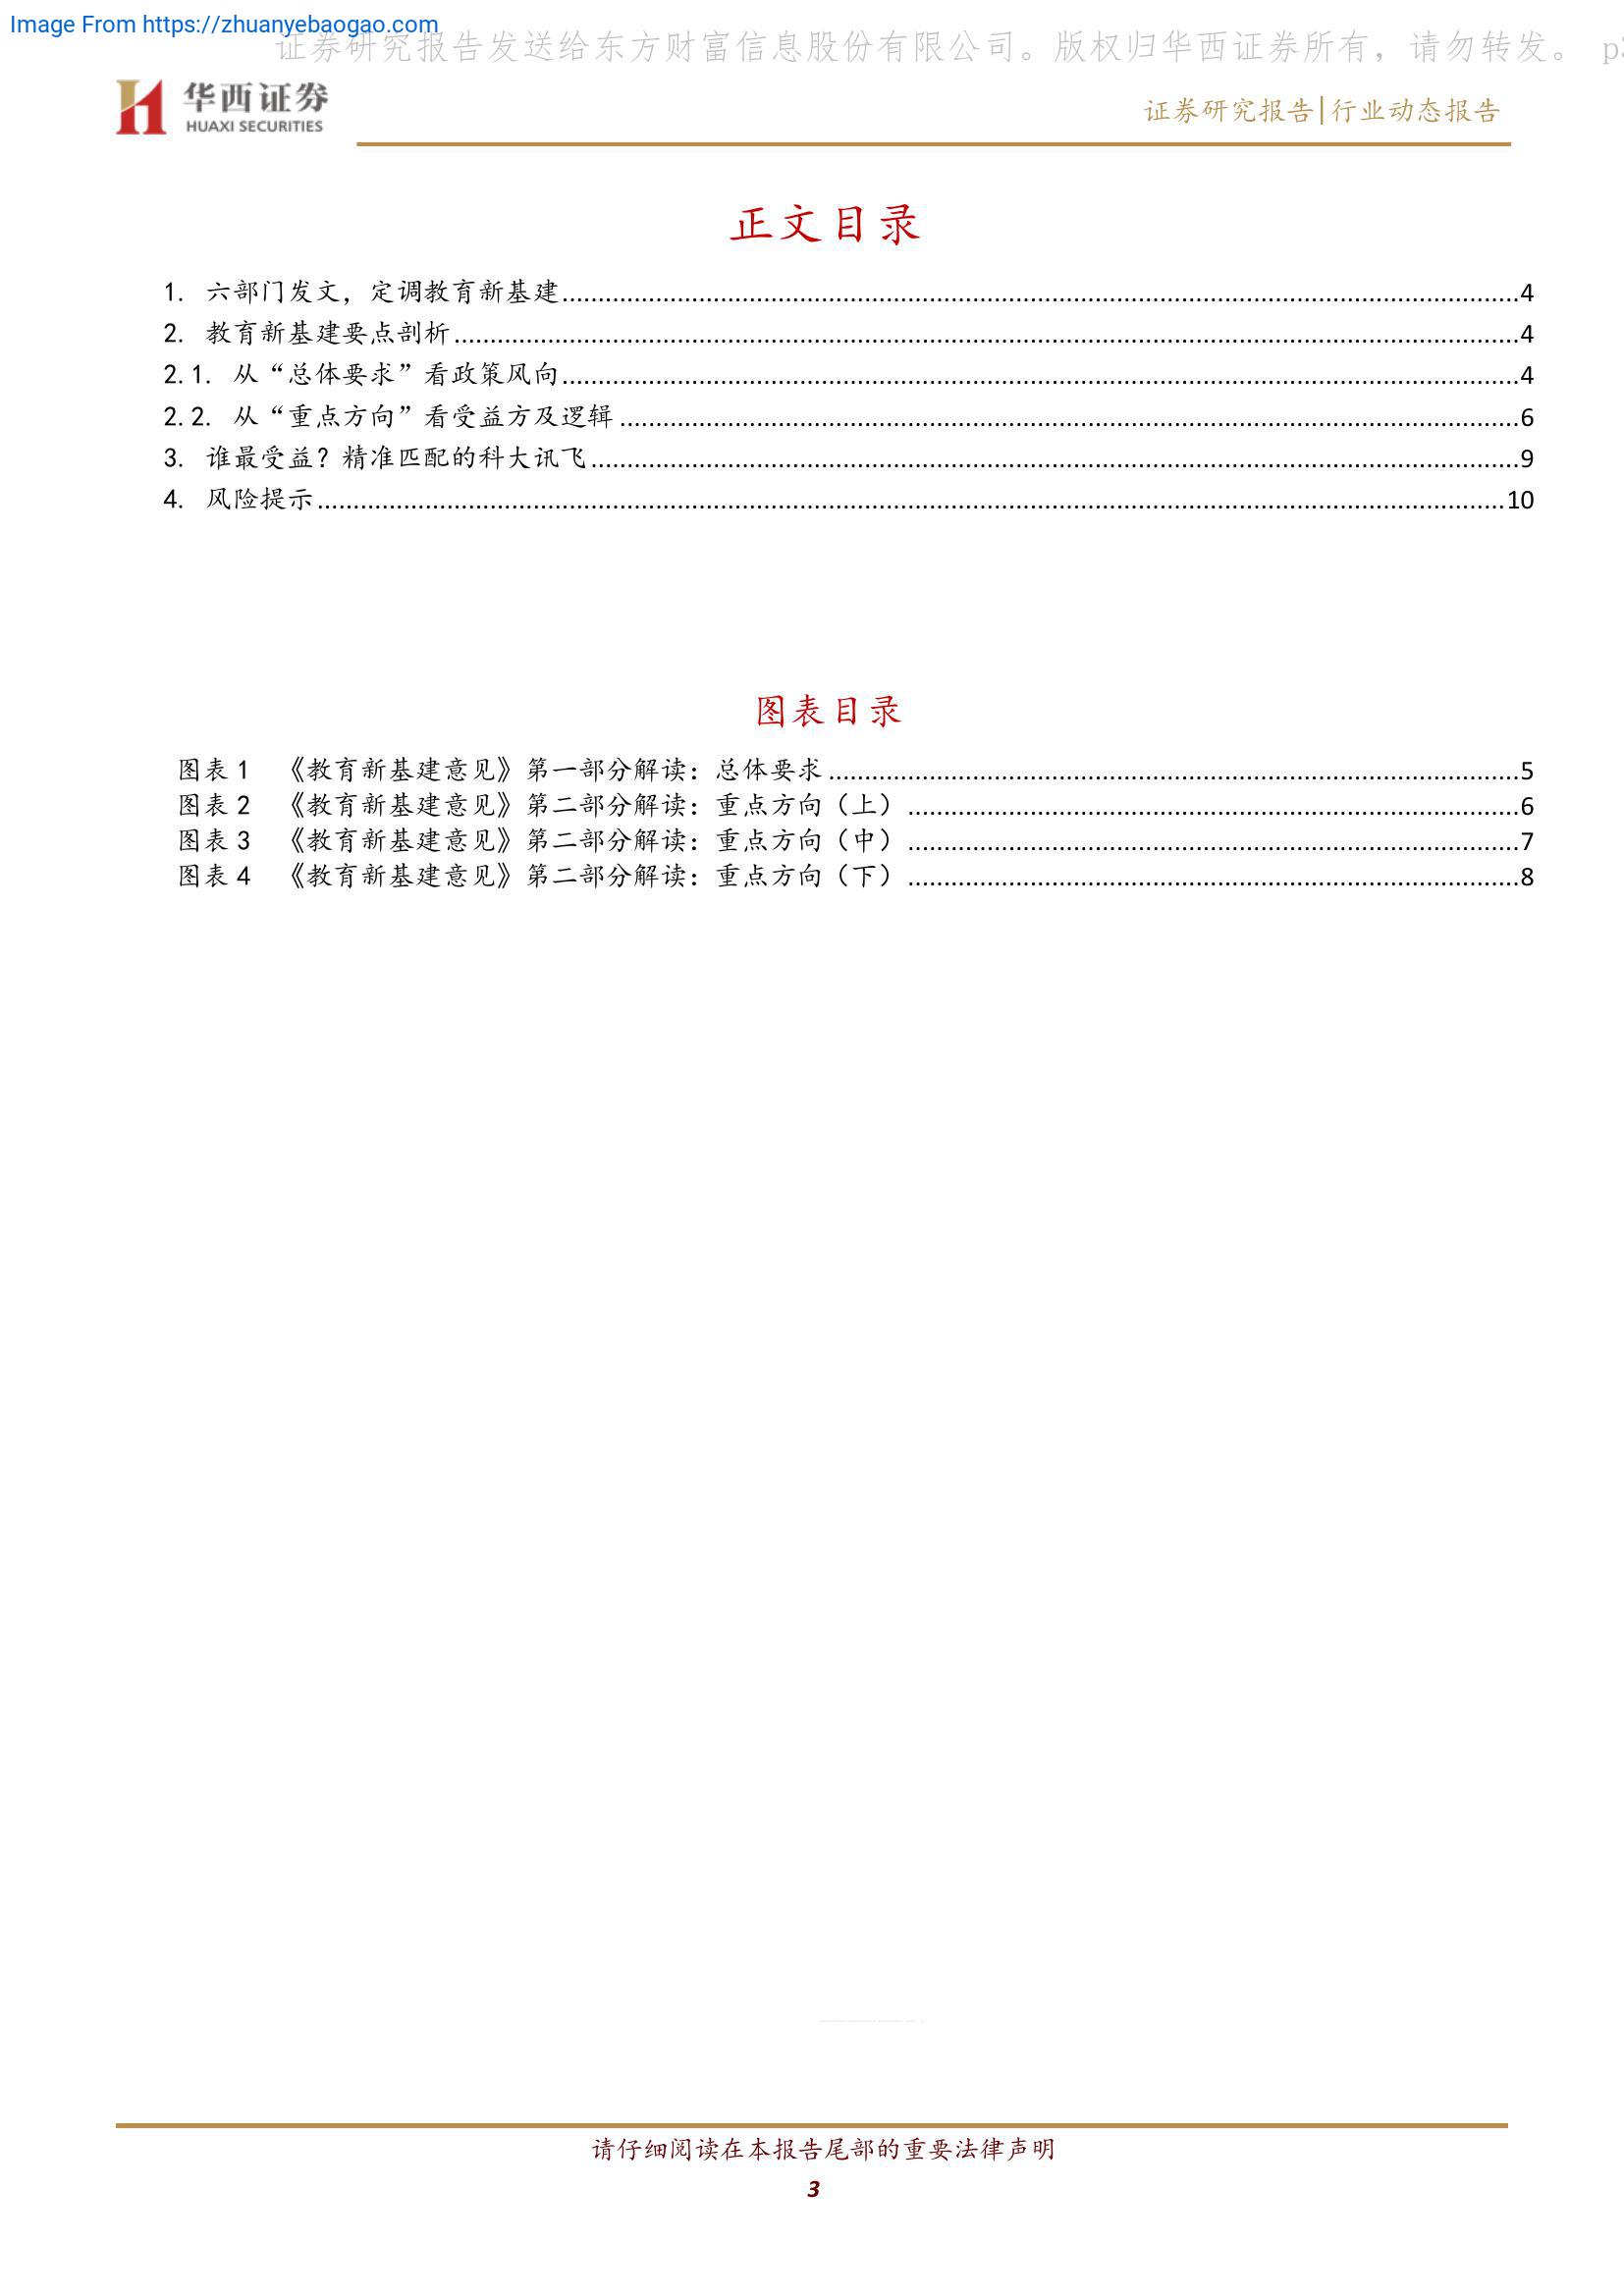 Image From https://zhuanyebaogao.com
证券研究报告发送给东方财富信息股份有限公司。版权归华西证券所有，请勿转发。 p3
华西证券
HUAXI SECURITIES
证券研究报告|行业动态报告
正文目录
1. 六部门发文，定调教育新基建........4
2. 教育新基建要点剖析........4
2.1. 从“总体要求”看政策风向........4
2.2. 从“重点方向”看受益方及逻辑........6
3. 谁最受益？精准匹配的科大讯飞........9
4. 风险提示........10
图表目录
图表 1 《教育新基建意见》第一部分解读：总体要求........5
图表 2 《教育新基建意见》第二部分解读：重点方向（上）........6
图表 3 《教育新基建意见》第二部分解读：重点方向（中）........7
图表 4 《教育新基建意见》第二部分解读：重点方向（下）........8
请仔细阅读在本报告尾部的重要法律声明
3